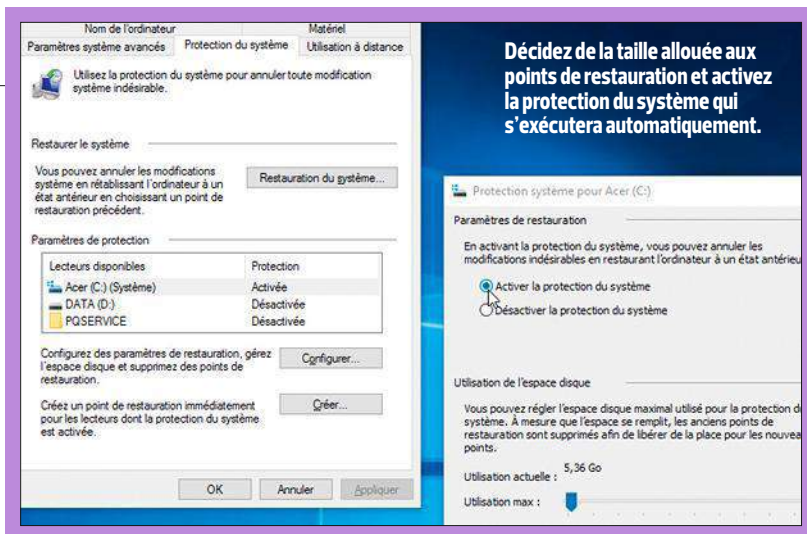 Nom de l'ordinateur
Matériel
Paramètres système avancés
Protection du système
Utilisation à distance
Utilisez la protection du système pour annuler toute modification
système indésirable.
Restaurer le système
Vous pouvez annuler les modifications
système en rétablissant l'ordinateur à un
état antérieur en choisissant un point de
restauration précédent.
Restauration du système...
Paramètres de protection
Lecteurs disponibles
Protection
Acer (C:) (Système)
Activée
DATA (D:)
Désactivée
PQSERVICE
Désactivée
Configurez des paramètres de restauration, gérez
l'espace disque et supprimez des points de
restauration.
Configurer...
Créez un point de restauration immédiatement
pour les lecteurs dont la protection du système
est activée.
Créer...
OK
Annuler
Appliquer
Décidez de la taille allouée aux
points de restauration et activez
la protection du système qui
s'exécutera automatiquement.
Protection système pour Acer (C:)
Paramètres de restauration
En activant la protection du système, vous pouvez annuler les
modifications indésirables en restaurant l'ordinateur à un état antérieu
Activer la protection du système
Désactiver la protection du système
Utilisation de l'espace disque
Vous pouvez régler l'espace disque maximal utilisé pour la protection d
système. À mesure que l'espace se remplit, les anciens points de
restauration sont supprimés afin de libérer de la place pour les nouvea
points.
Utilisation actuelle :
5,36 Go
Utilisation max :